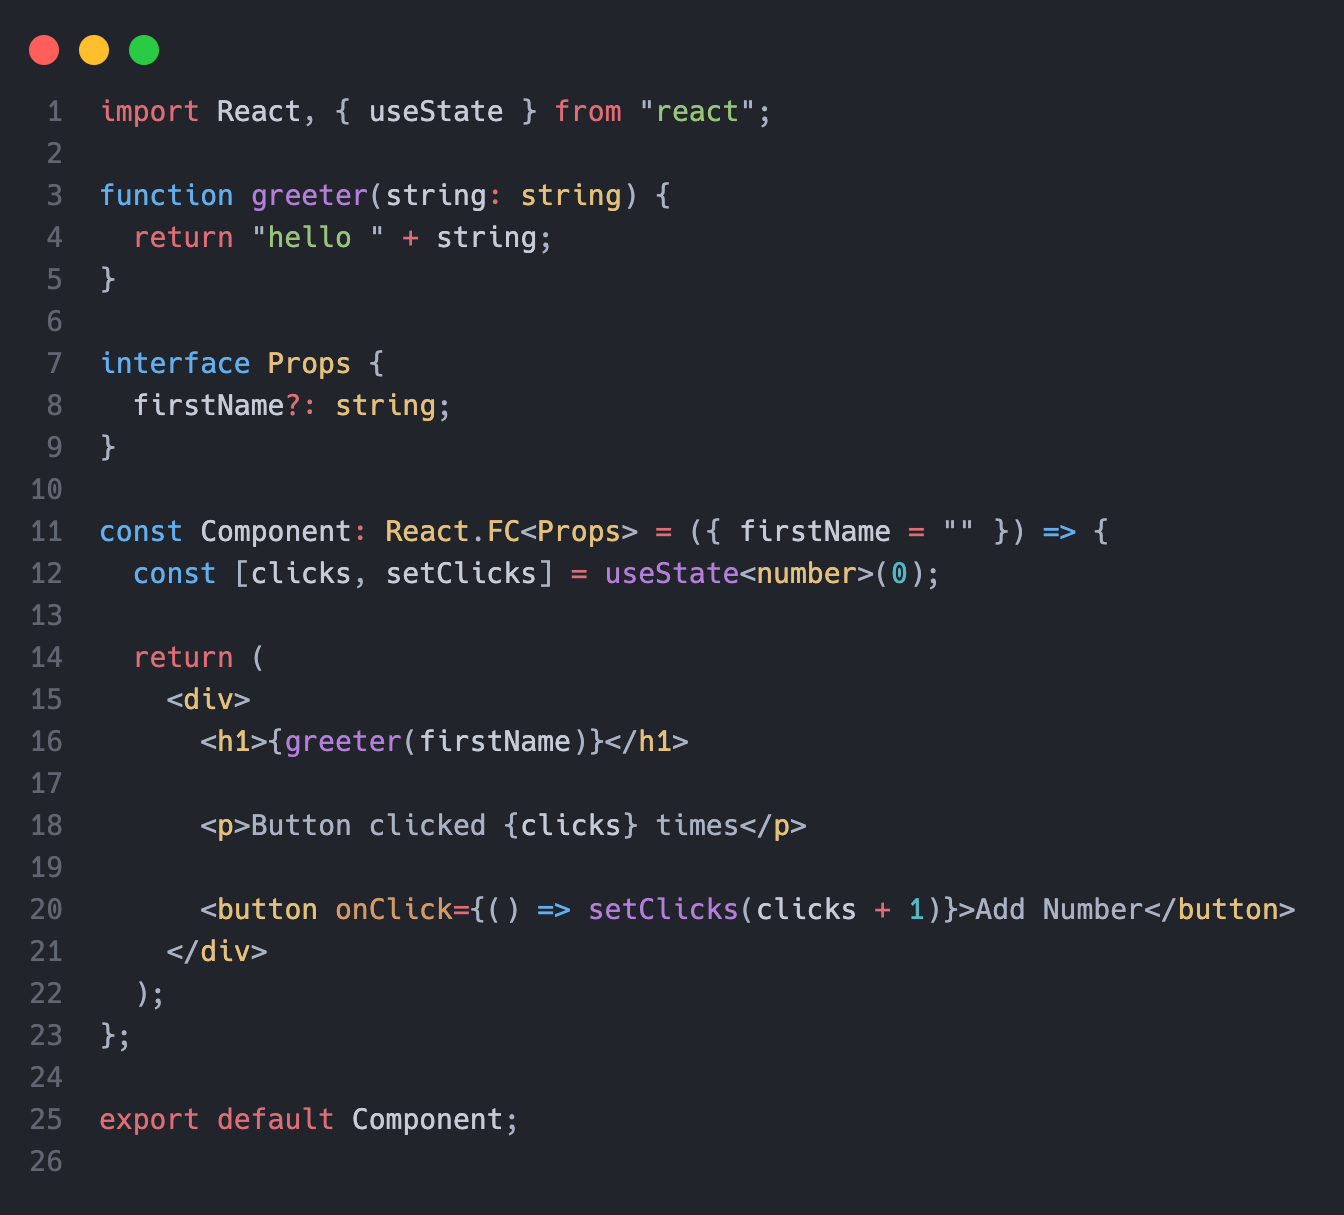 1 import React, { useState } from "react";
2
3 function greeter(string: string) {
4   return "hello " + string;
5 }
6
7 interface Props {
8   firstName?: string;
9 }
10
11 const Component: React.FC<Props> = ({ firstName = "" }) => {
12   const [clicks, setClicks] = useState<number>(0);
13
14   return (
15     <div>
16       <h1>{greeter(firstName)}</h1>
17
18       <p>Button clicked {clicks} times</p>
19
20       <button onClick={() => setClicks(clicks + 1)}>Add Number</button>
21     </div>
22   );
23 };
24
25 export default Component;
26